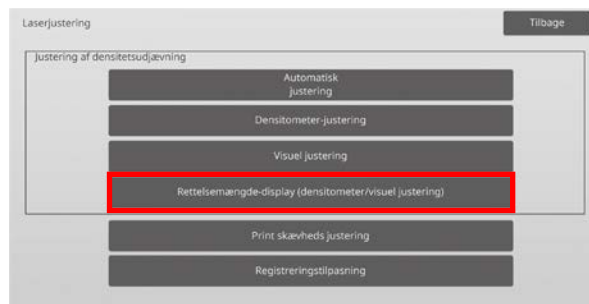 Laserjustering
Tilbage
Justering af densitetsudjævning
Automatisk
justering
Densitometer-justering
Visuel justering
Rettelsemængde-display (densitometer/visuel justering)
Print skævheds justering
Registreringstilpasning